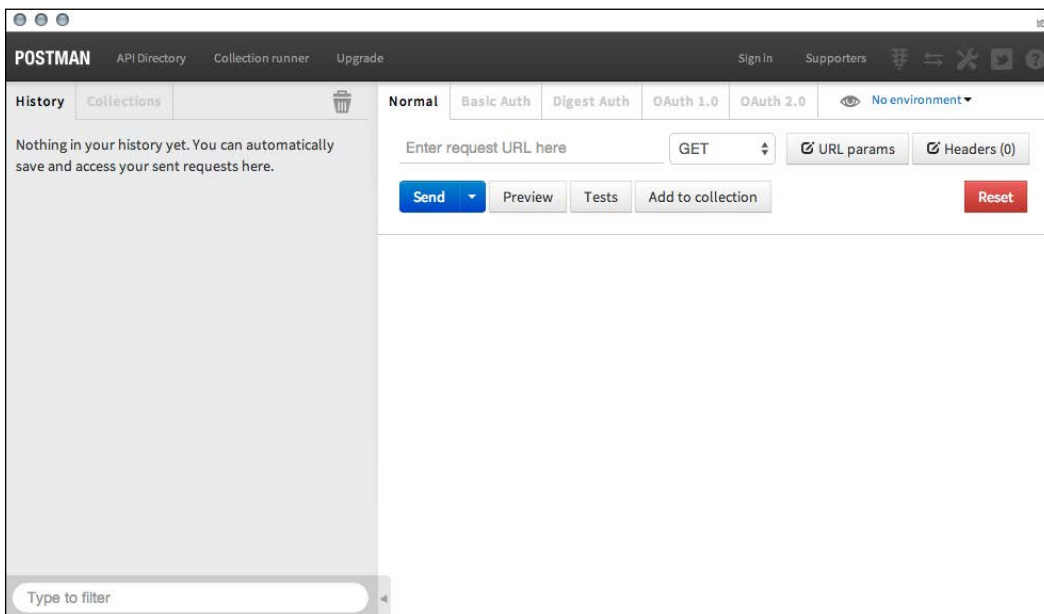 POSTMAN API Directory Collection runner Upgrade Sign in Supporters
History Collections
Nothing in your history yet. You can automatically
save and access your sent requests here.
Type to filter
Normal Basic Auth Digest Auth OAuth 1.0 OAuth 2.0 No environment
Enter request URL here GET URL params Headers (0)
Send Preview Tests Add to collection Reset